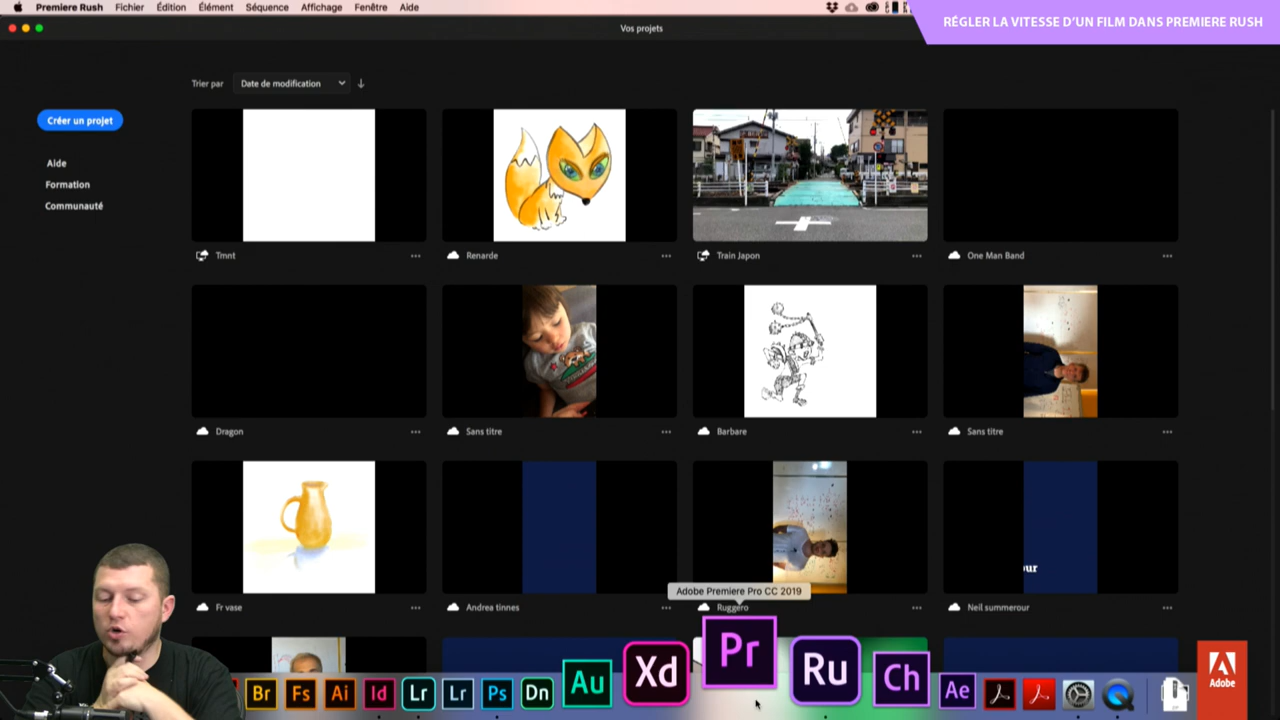 Premiere Rush Fichier Édition Élément Séquence Affichage Fenêtre Aide
RÉGLER LA VITESSE D'UN FILM DANS PREMIERE RUSH
Vos projets
Trier par Date de modification
Créer un projet
Aide
Formation
Communauté
Tmnt
Renarde
Train Japon
One Man Band
Dragon
Sans titre
Barbare
Sans titre
our
Adobe Premiere Pro CC 2019
Fr vase
Andrea tinnes
Ruggero
Neil summerour
Br Fs Ai Id Lr Lr Ps Dn Au Xd Pr Ru Ch Ae
Adobe